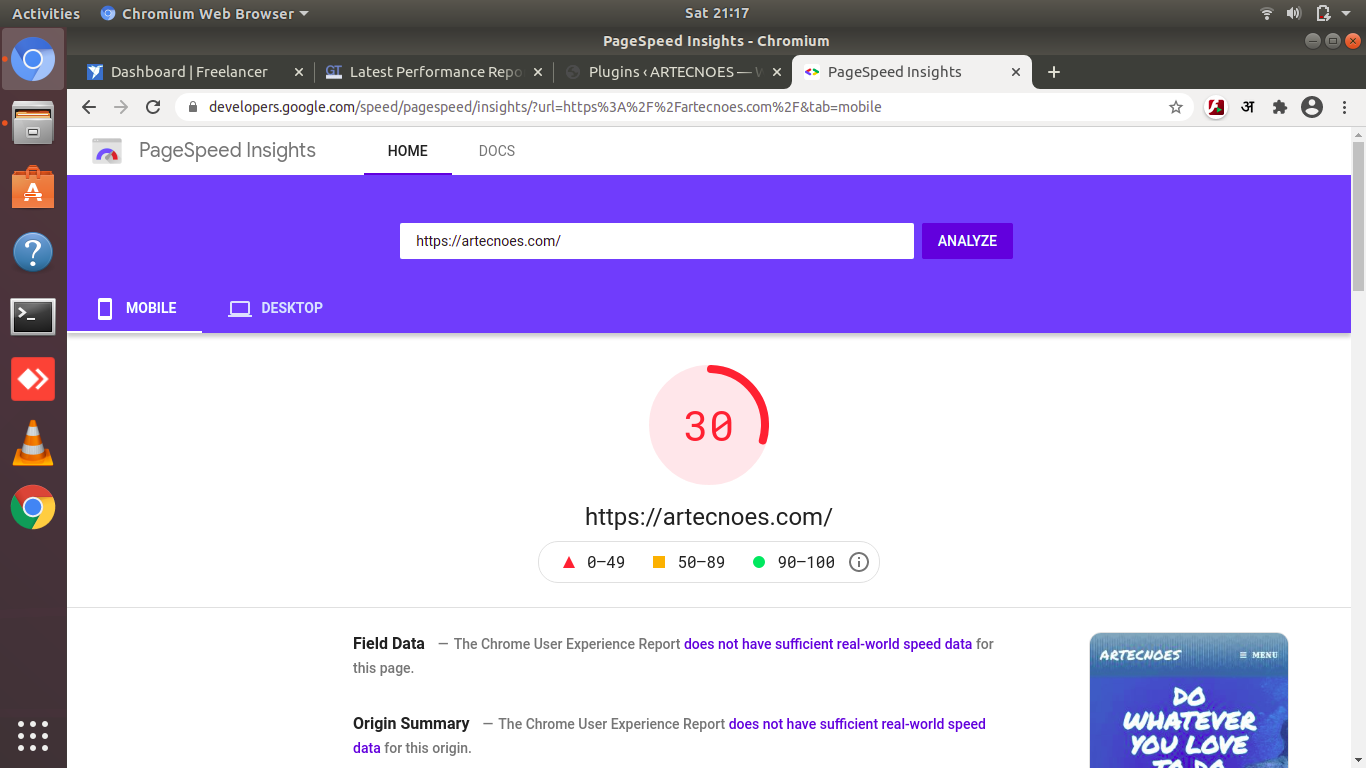 Activities
Chromium Web Browser
Sat 21:17
PageSpeed Insights - Chromium
Dashboard | Freelancer
GT
Latest Performance Repo
Plugins ‹ ARTECNOES — W
PageSpeed Insights
developers.google.com/speed/pagespeed/insights/?url=https%3A%2F%2Fartecnoes.com%2F&tab=mobile
अ
PageSpeed Insights
HOME
DOCS
https://artecnoes.com/
ANALYZE
MOBILE
DESKTOP
30
https://artecnoes.com/
0–49
50–89
90–100
Field Data — The Chrome User Experience Report does not have sufficient real-world speed data for
this page.
Origin Summary — The Chrome User Experience Report does not have sufficient real-world speed
data for this origin.
ARTECNOES
MENU
DO
WHATEVER
YOU LOVE
TO DO